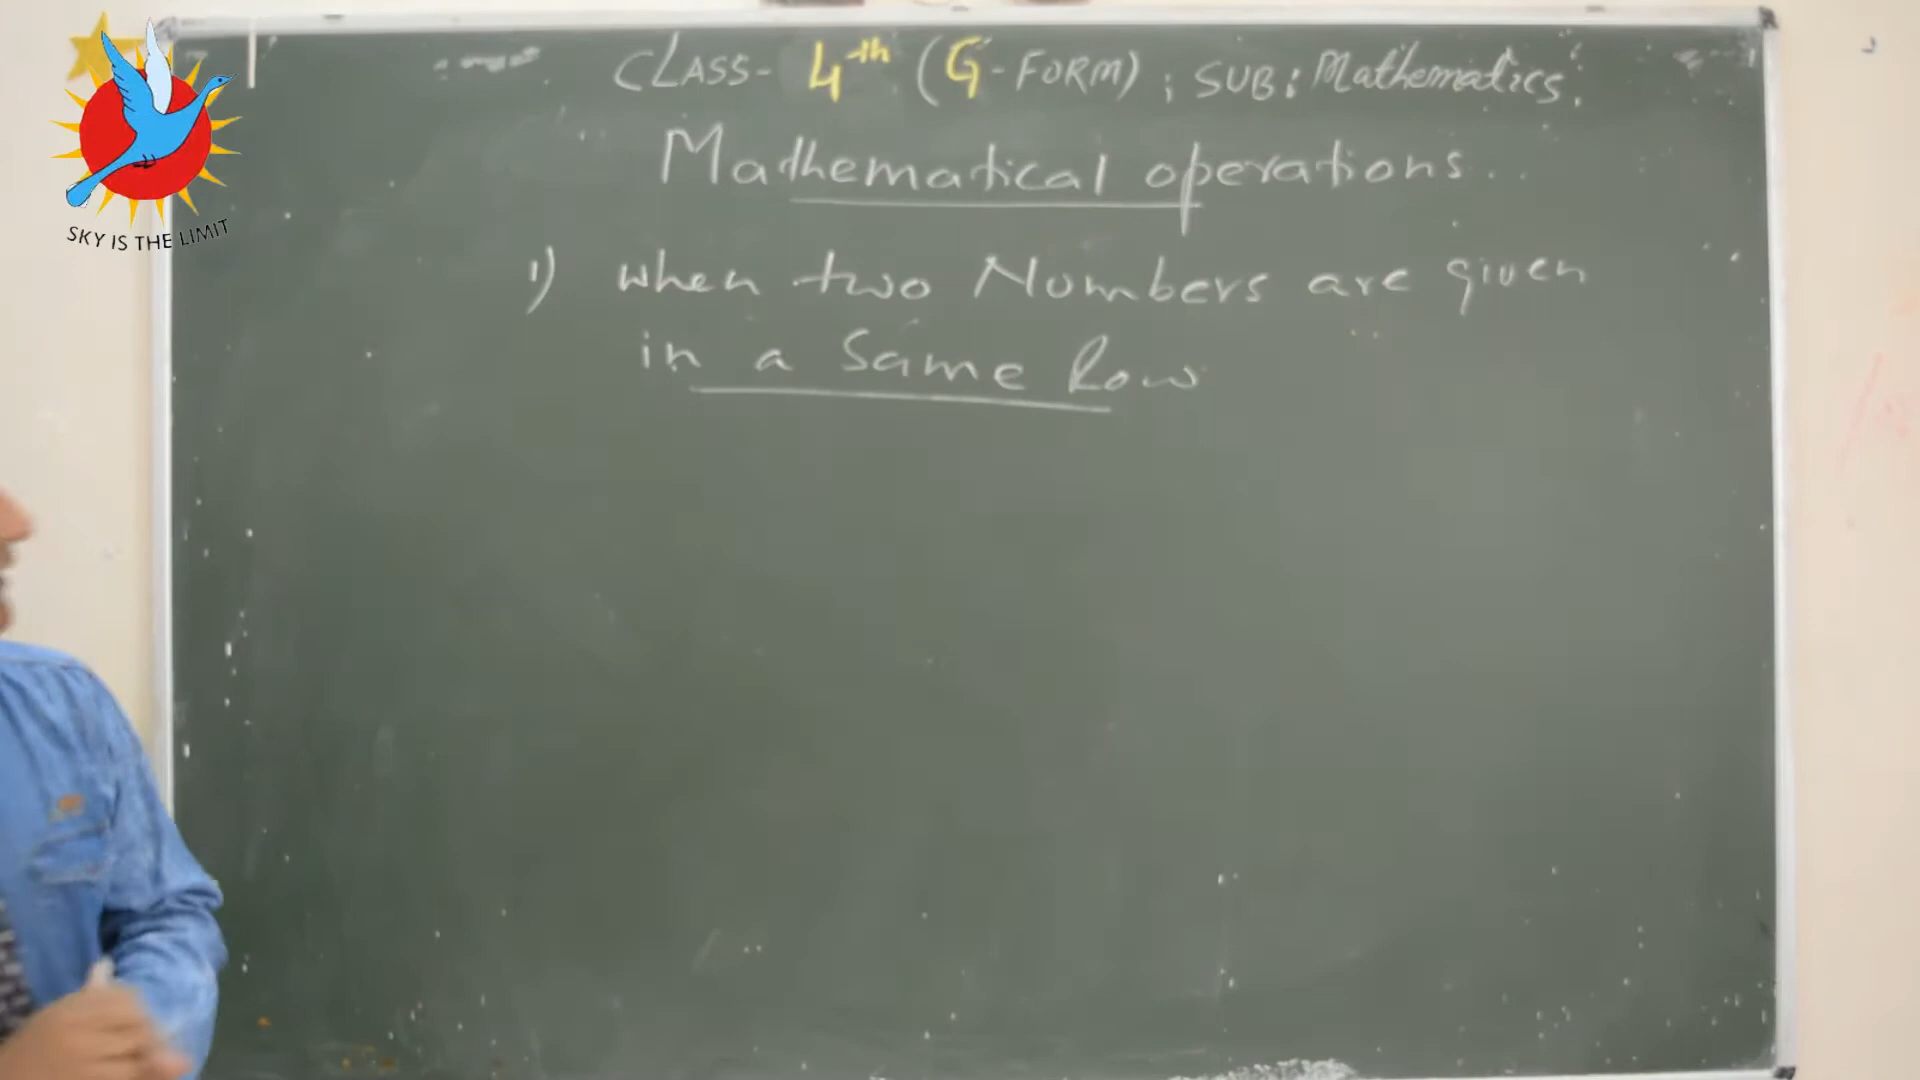 SKY IS THE LIMIT
CLASS- 4th (G-FORM) ; SUB: Mathematics.
Mathematical operations..
1) when two Numbers are given
in a Same Row